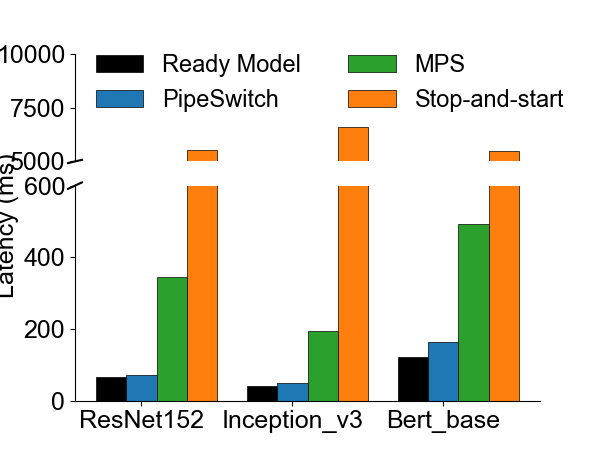 10000
7500
5000
600
400
200
0
Latency (ms)
Ready Model
PipeSwitch
MPS
Stop-and-start
ResNet152 Inception_v3 Bert_base